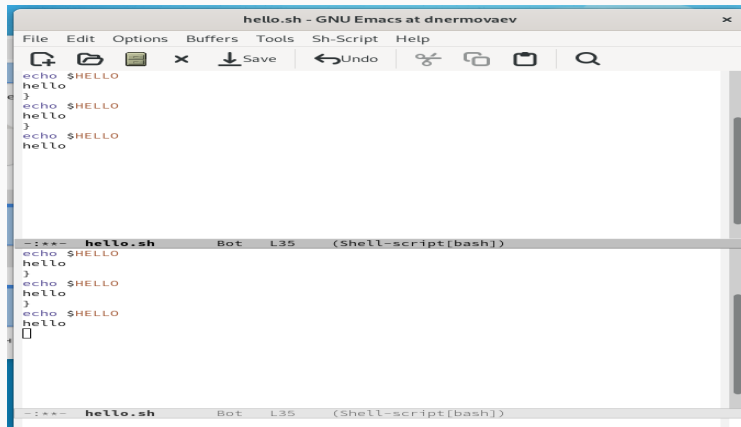 hello.sh - GNU Emacs at dnermovaev
File Edit Options Buffers Tools Sh-Script Help
Save Undo
echo $HELLO
hello
}
echo $HELLO
hello
}
echo $HELLO
hello
-:**- hello.sh Bot L35 (Shell-script[bash])
echo $HELLO
hello
}
echo $HELLO
hello
}
echo $HELLO
hello
-:**- hello.sh Bot L35 (Shell-script[bash])